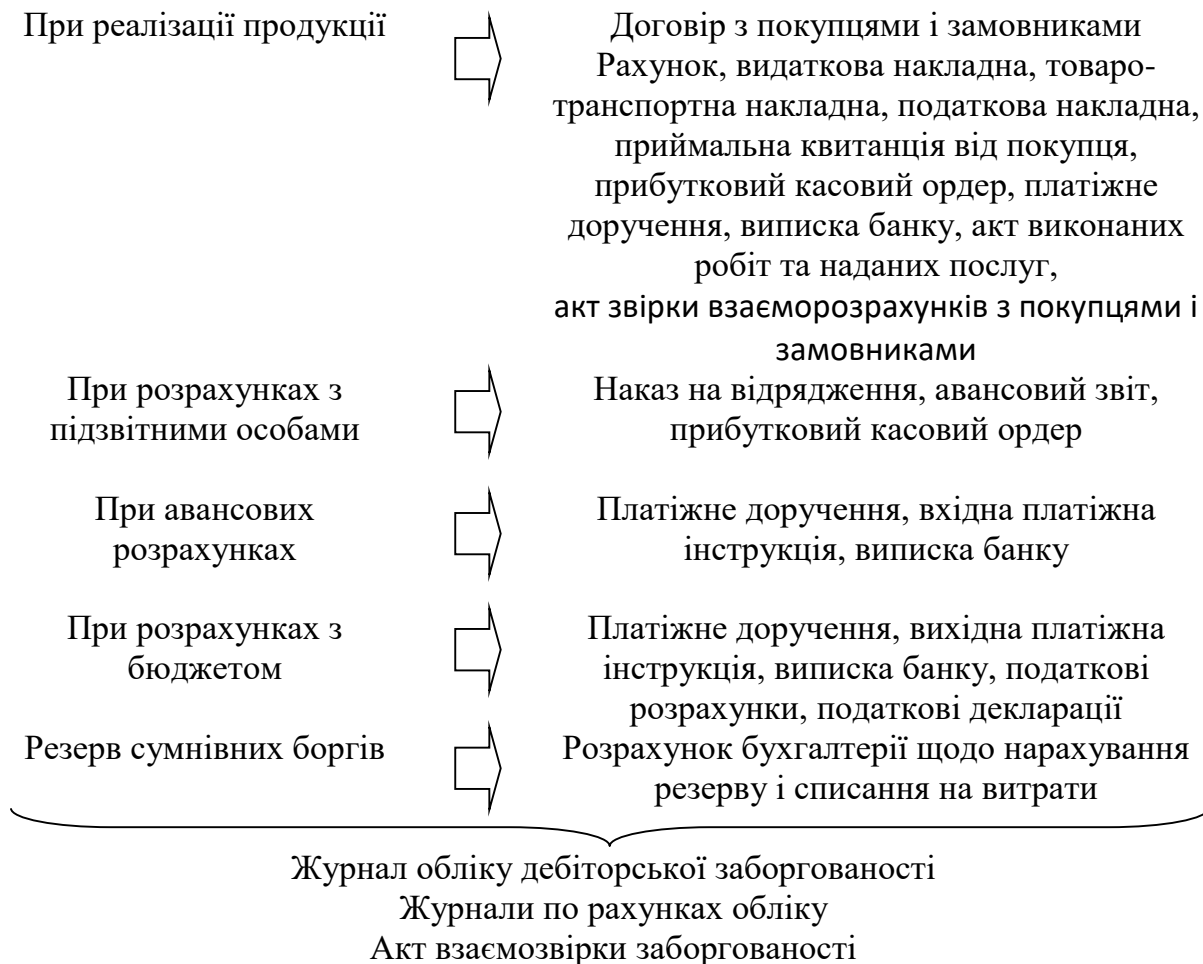 При реалізації продукції
Договір з покупцями і замовниками
Рахунок, видаткова накладна, товаро-
транспортна накладна, податкова накладна,
приймальна квитанція від покупця,
прибутковий касовий ордер, платіжне
доручення, виписка банку, акт виконаних
робіт та наданих послуг,
акт звірки взаєморозрахунків з покупцями і
замовниками
При розрахунках з
підзвітними особами
Наказ на відрядження, авансовий звіт,
прибутковий касовий ордер
При авансових
розрахунках
Платіжне доручення, вхідна платіжна
інструкція, виписка банку
При розрахунках з
бюджетом
Платіжне доручення, вихідна платіжна
інструкція, виписка банку, податкові
розрахунки, податкові декларації
Резерв сумнівних боргів
Розрахунок бухгалтерії щодо нарахування
резерву і списання на витрати
Журнал обліку дебіторської заборгованості
Журнали по рахунках обліку
Акт взаємозвірки заборгованості